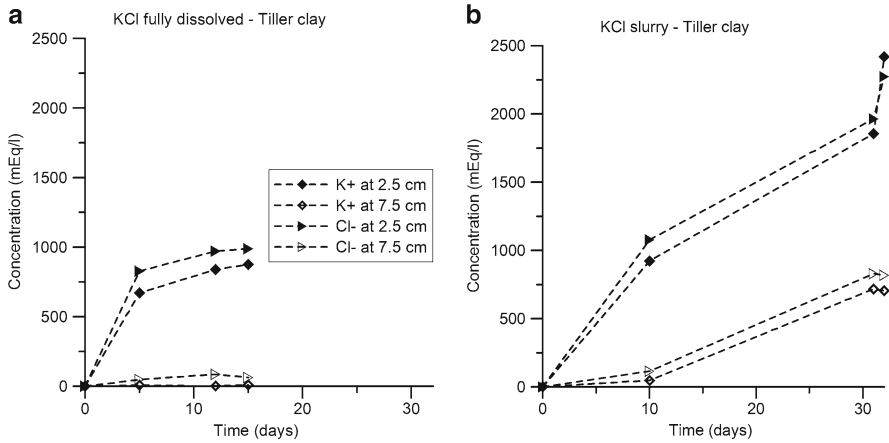 a
KCl fully dissolved - Tiller clay
2500
2000
1500
1000
500
0
Concentration (mEq/l)
0
10
20
30
Time (days)
K+ at 2.5 cm
K+ at 7.5 cm
Cl- at 2.5 cm
Cl- at 7.5 cm
b
KCl slurry - Tiller clay
2500
2000
1500
1000
500
0
Concentration (mEq/l)
0
10
20
30
Time (days)